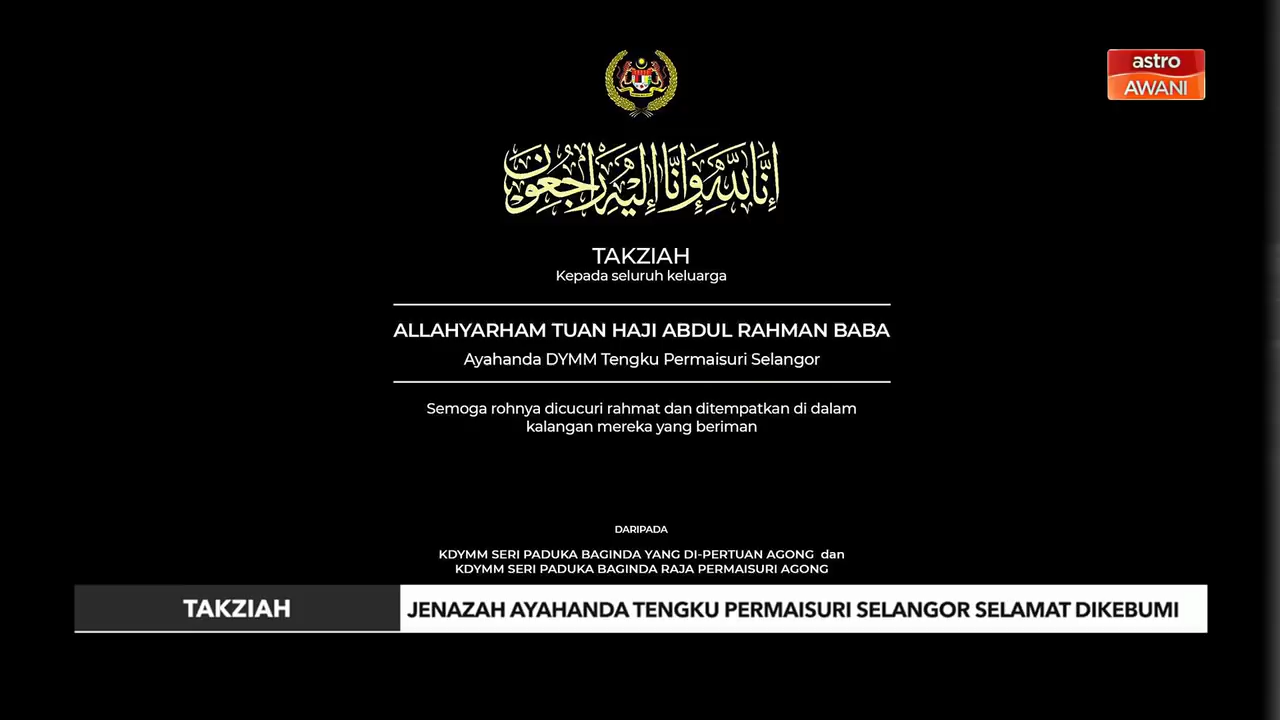 astro
AWANI
إِنَّا لِلَّهِ وَإِنَّا إِلَيْهِ رَاجِعُونَ
TAKZIAH
Kepada seluruh keluarga
ALLAHYARHAM TUAN HAJI ABDUL RAHMAN BABA
Ayahanda DYMM Tengku Permaisuri Selangor
Semoga rohnya dicucuri rahmat dan ditempatkan di dalam
kalangan mereka yang beriman
DARIPADA
KDYMM SERI PADUKA BAGINDA YANG DI-PERTUAN AGONG dan
KDYMM SERI PADUKA BAGINDA RAJA PERMAISURI AGONG
TAKZIAH
JENAZAH AYAHANDA TENGKU PERMAISURI SELANGOR SELAMAT DIKEBUMI